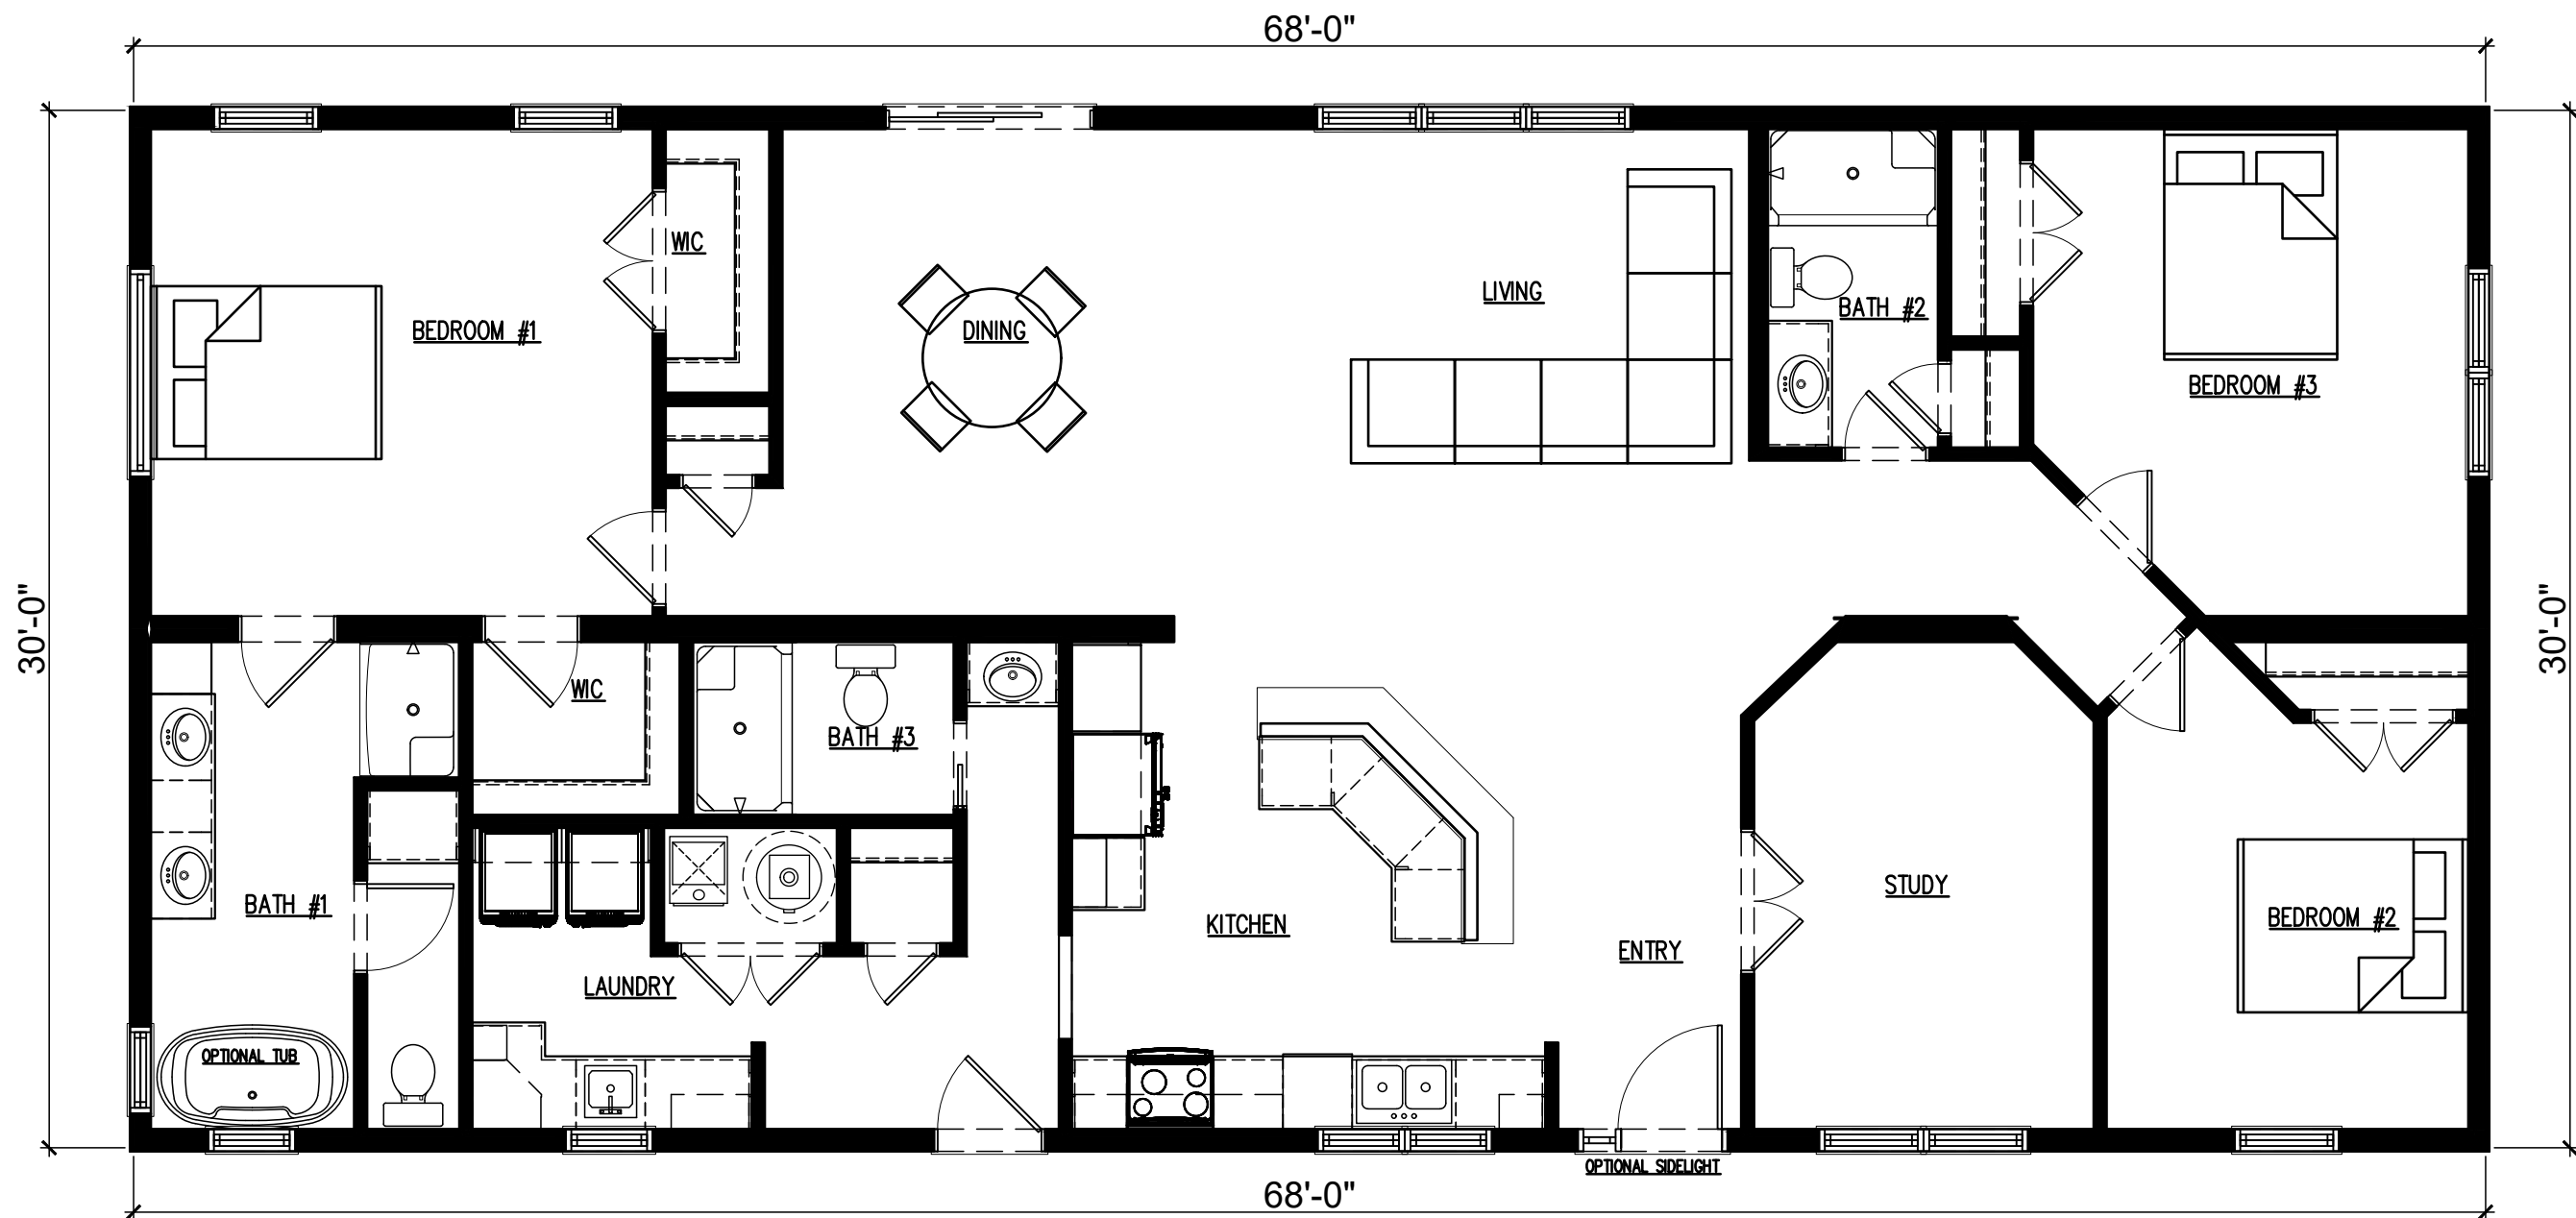 68'-0"
WIC
LIVING
BATH #2
BEDROOM #1
DINING
BEDROOM #3
30'-0"
30'-0"
WIC
BATH #3
STUDY
BATH #1
KITCHEN
BEDROOM #2
ENTRY
LAUNDRY
OPTIONAL TUB
OPTIONAL SIDELIGHT
68'-0"